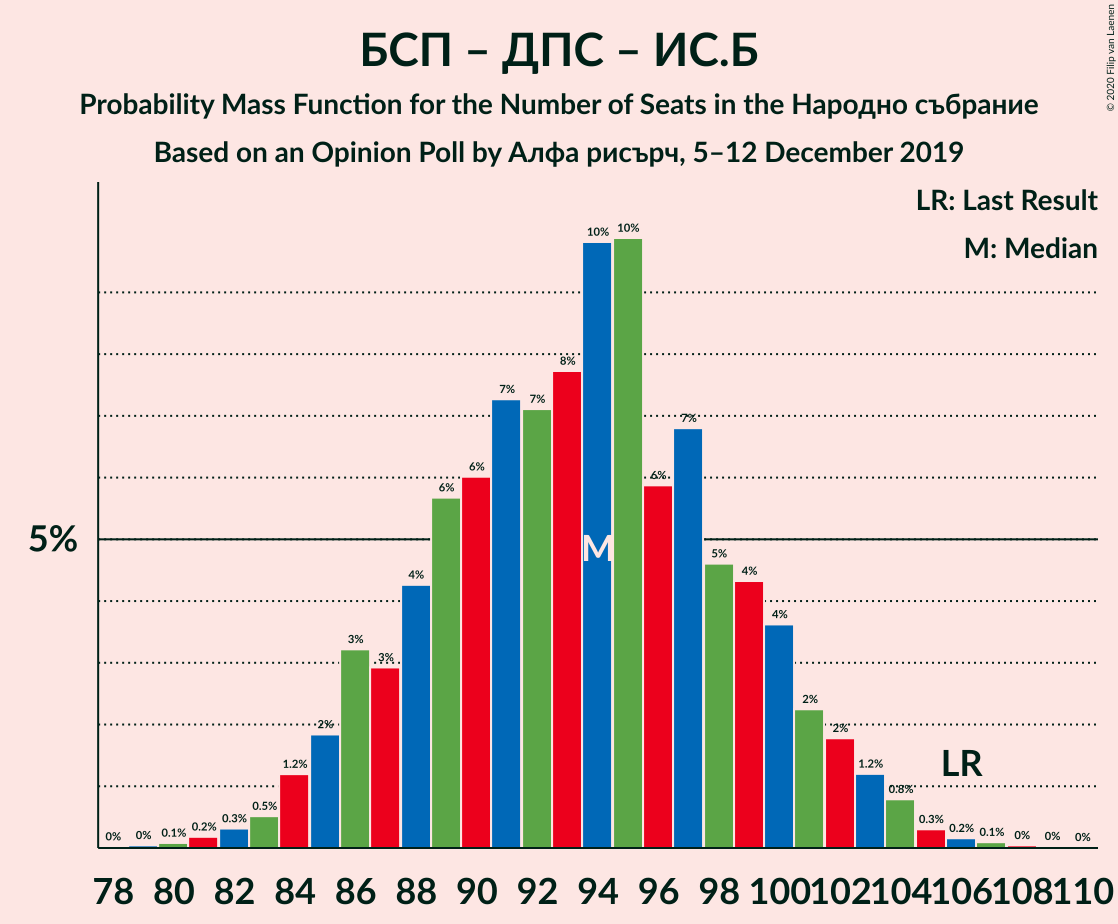 БСП – ДПС – ИС.Б
Probability Mass Function for the Number of Seats in the Народно събрание
Based on an Opinion Poll by Алфа рисърч, 5–12 December 2019
© 2020 Filip van Laenen
LR: Last Result
M: Median
5%
0% 0% 0.1% 0.2% 0.3% 0.5% 1.2% 2% 3% 3% 4% 6% 6% 7% 7% 8% 10% 10% 6% 7% 5% 4% 4% 2% 2% 1.2% 0.8% 0.3% 0.2% 0.1% 0% 0% 0%
M
LR
78 80 82 84 86 88 90 92 94 96 98 100 102 104 106 108 110